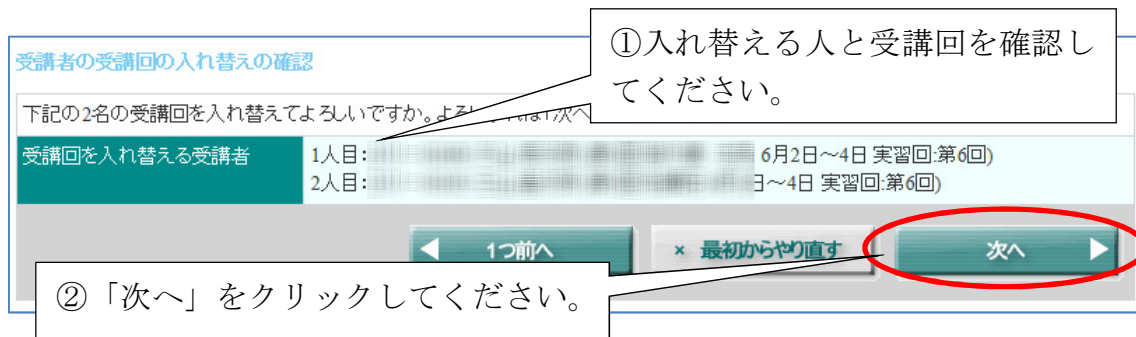 ①入れ替える人と受講回を確認し
てください。
受講者の受講回の入れ替えの確認
下記の2名の受講回を入れ替えてよろしいですか。よろ
受講回を入れ替える受講者
1人目: 6月2日～4日 実習回:第6回)
2人目: 日～4日 実習回:第6回)
1つ前へ
× 最初からやり直す
次へ
②「次へ」をクリックしてください。